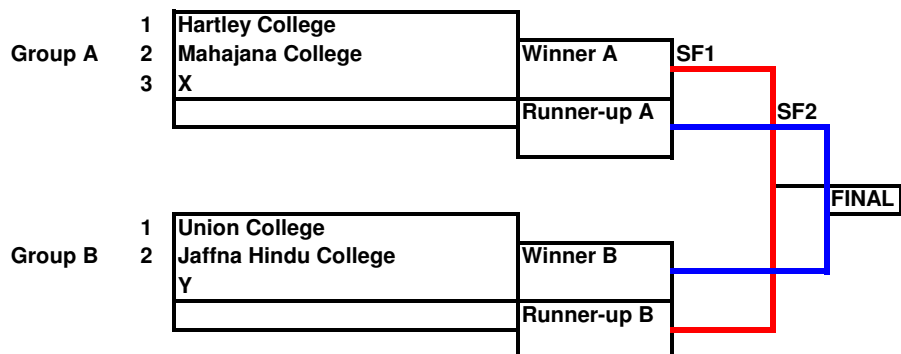 1 Hartley College
Group A 2 Mahajana College Winner A SF1
3 X
Runner-up A SF2
FINAL
1 Union College
Group B 2 Jaffna Hindu College Winner B
Y
Runner-up B